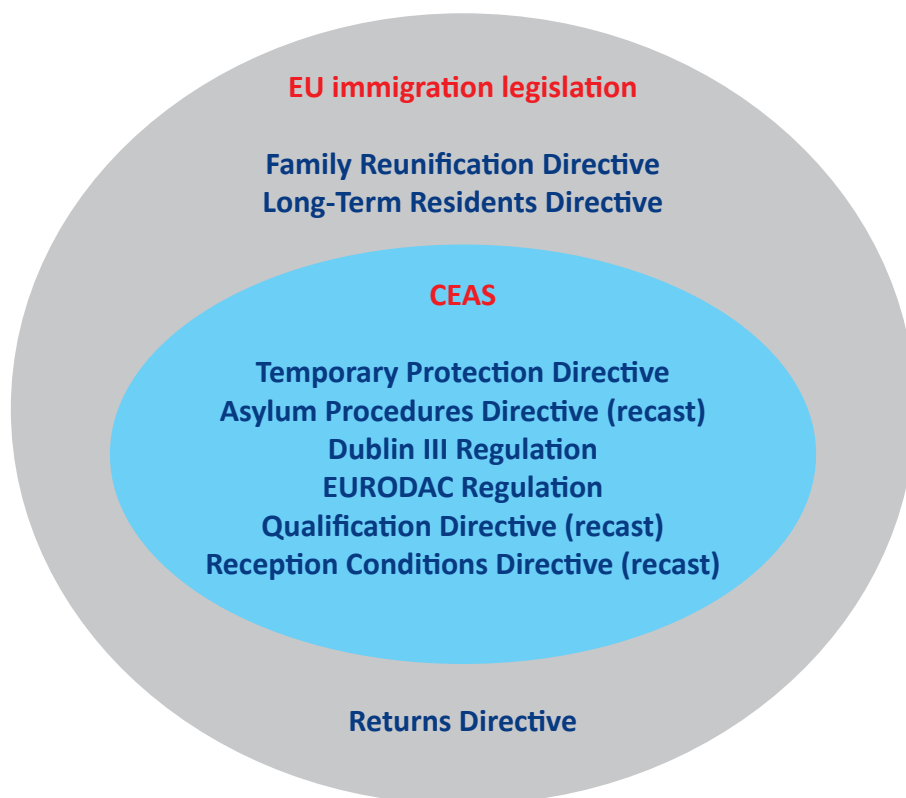 EU immigration legislation
Family Reunification Directive
Long-Term Residents Directive
CEAS
Temporary Protection Directive
Asylum Procedures Directive (recast)
Dublin III Regulation
EURODAC Regulation
Qualification Directive (recast)
Reception Conditions Directive (recast)
Returns Directive